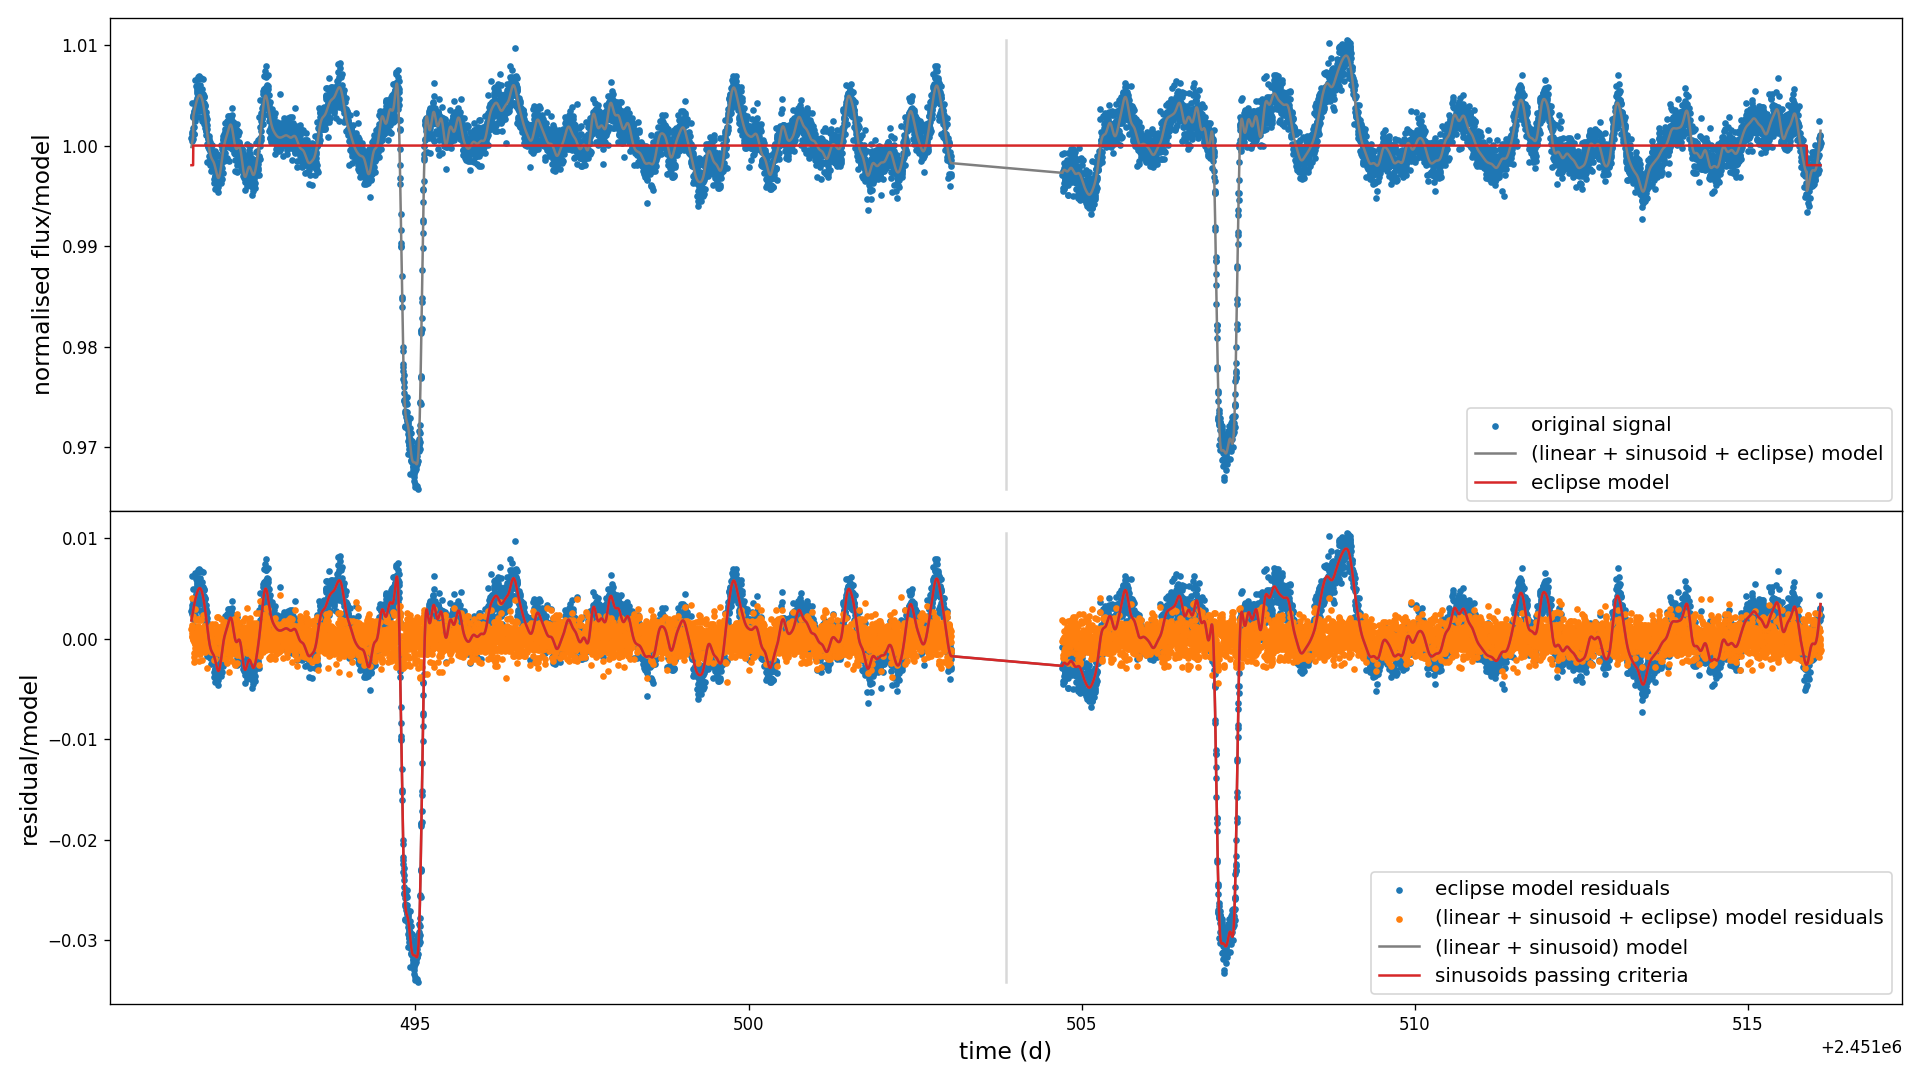 normalised flux/model
1.01
1.00
0.99
0.98
0.97
original signal
(linear + sinusoid + eclipse) model
eclipse model
residual/model
0.01
0.00
−0.01
−0.02
−0.03
eclipse model residuals
(linear + sinusoid + eclipse) model residuals
(linear + sinusoid) model
sinusoids passing criteria
495 500 505 510 515
time (d)
+2.451e6